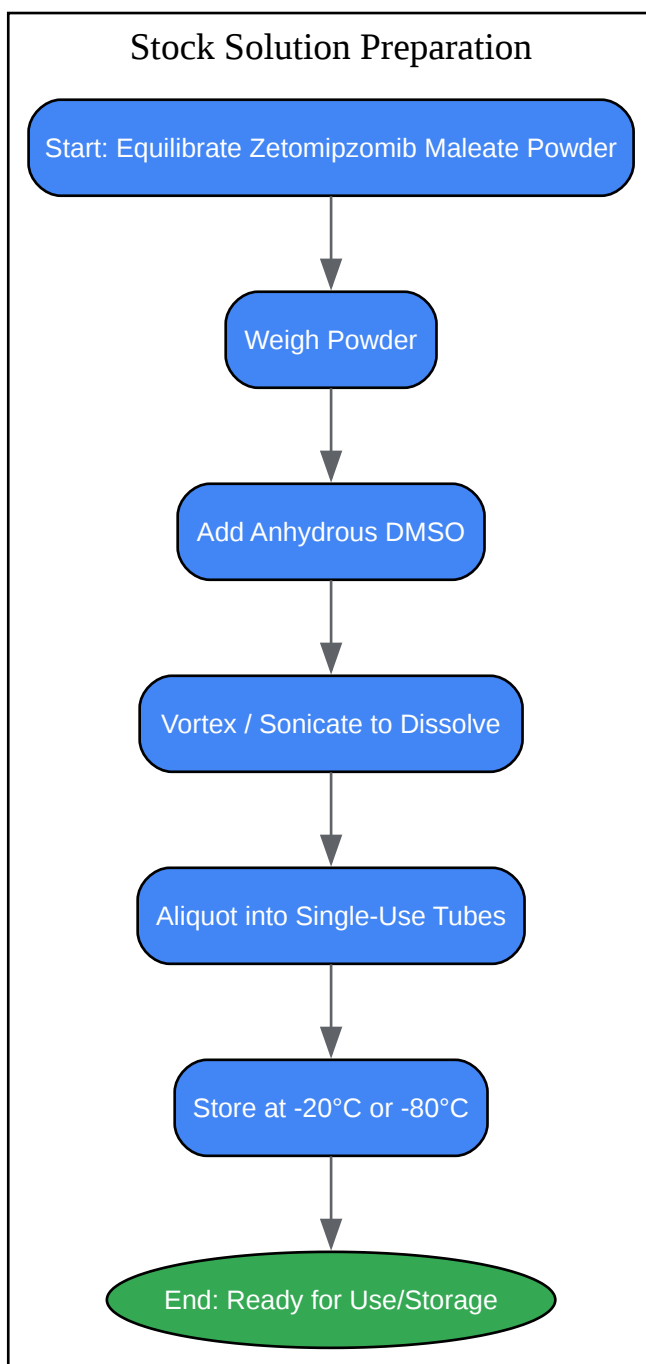 Stock Solution Preparation
Start: Equilibrate Zetomipzomib Maleate Powder
Weigh Powder
Add Anhydrous DMSO
Vortex / Sonicate to Dissolve
Aliquot into Single-Use Tubes
Store at -20°C or -80°C
End: Ready for Use/Storage